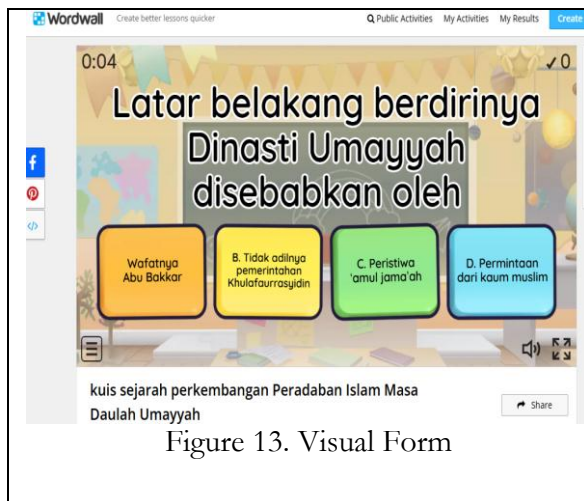 Wordwall Create better lessons quicker Public Activities My Activities My Results Create
0:04 ✓ 0
Latar belakang berdirinya
Dinasti Umayyah
disebabkan oleh
Wafatnya
Abu Bakkar
B. Tidak adilnya
pemerintahan
Khulafaurrasyidin
C. Peristiwa
'amul jama'ah
D. Permintaan
dari kaum muslim
kuis sejarah perkembangan Peradaban Islam Masa
Daulah Umayyah
Share
Figure 13. Visual Form